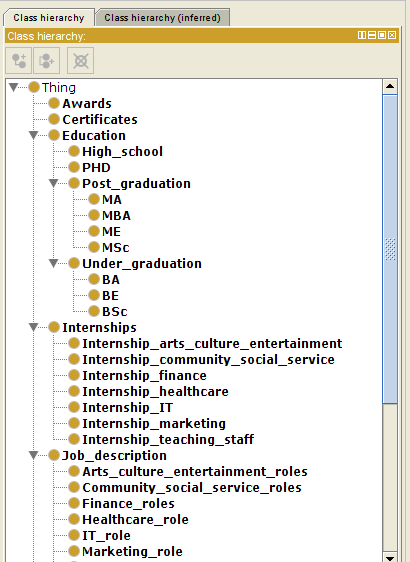 Class hierarchy
Class hierarchy (inferred)
Class hierarchy:
Thing
Awards
Certificates
Education
High_school
PHD
Post_graduation
MA
MBA
ME
MSc
Under_graduation
BA
BE
BSc
Internships
Internship_arts_culture_entertainment
Internship_community_social_service
Internship_finance
Internship_healthcare
Internship_IT
Internship_marketing
Internship_teaching_staff
Job_description
Arts_culture_entertainment_roles
Community_social_service_roles
Finance_roles
Healthcare_role
IT_role
Marketing_role